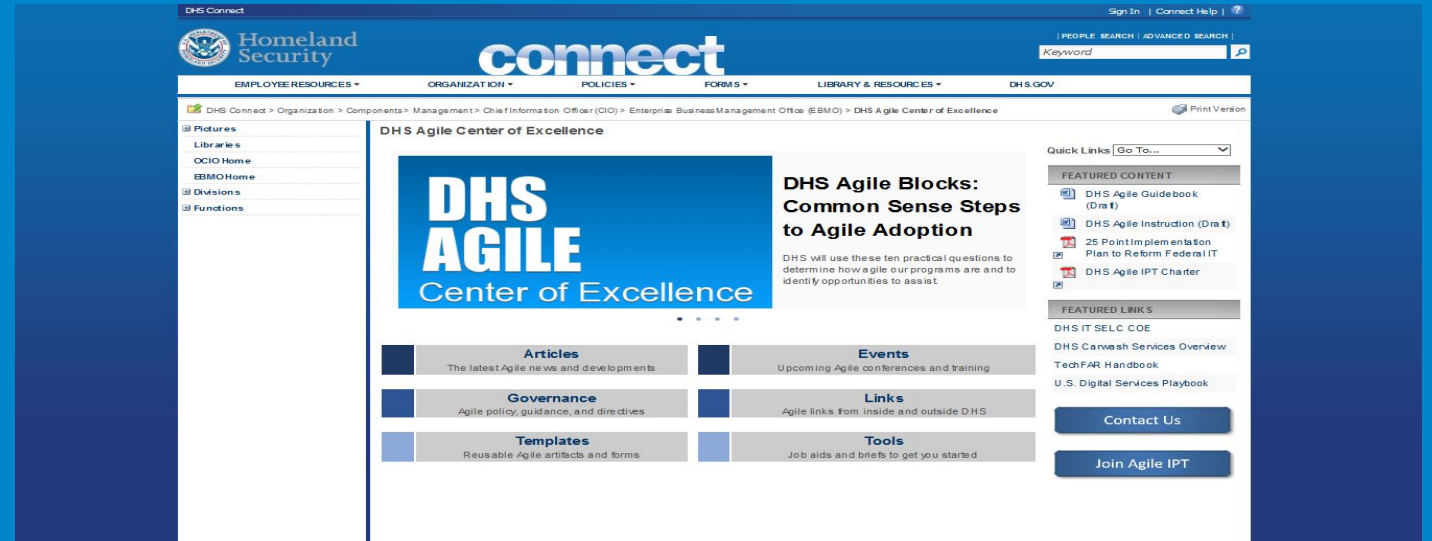 DHS Connect
Sign In | Connect Help | ?
Homeland
Security
connect
| PEOPLE SEARCH | ADVANCED SEARCH |
Keyword
EMPLOYEE RESOURCES ORGANIZATION POLICIES FORMS LIBRARY & RESOURCES DHS.GOV
DHS Connect > Organization > Components > Management > Chief Information Officer (CIO) > Enterprise Business Management Office (EBMO) > DHS Agile Center of Excellence
Print Version
Pictures
Libraries
OCIO Home
EBMO Home
Divisions
Functions
DHS Agile Center of Excellence
DHS
AGILE
Center of Excellence
DHS Agile Blocks:
Common Sense Steps
to Agile Adoption
DHS will use these ten practical questions to
determine how agile our programs are and to
identify opportunities to assist.
Articles
The latest Agile news and developments
Events
Upcoming Agile conferences and training
Governance
Agile policy, guidance, and directives
Links
Agile links from inside and outside DHS
Templates
Reusable Agile artifacts and forms
Tools
Job aids and briefs to get you started
Quick Links Go To...
FEATURED CONTENT
DHS Agile Guidebook
(Draft)
DHS Agile Instruction (Draft)
25 Point Implementation
Plan to Reform Federal IT
DHS Agile IPT Charter
FEATURED LINKS
DHS IT SELC COE
DHS Carwash Services Overview
TechFAR Handbook
U.S. Digital Services Playbook
Contact Us
Join Agile IPT